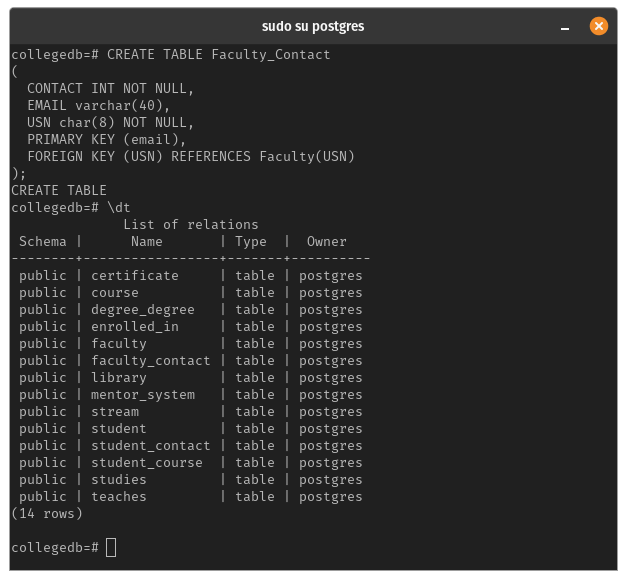 sudo su postgres
collegedb=# CREATE TABLE Faculty_Contact
(
  CONTACT INT NOT NULL,
  EMAIL varchar(40),
  USN char(8) NOT NULL,
  PRIMARY KEY (email),
  FOREIGN KEY (USN) REFERENCES Faculty(USN)
);
CREATE TABLE
collegedb=# \dt
              List of relations
 Schema |      Name       | Type  |  Owner
--------+-----------------+-------+----------
 public | certificate     | table | postgres
 public | course          | table | postgres
 public | degree_degree   | table | postgres
 public | enrolled_in     | table | postgres
 public | faculty         | table | postgres
 public | faculty_contact | table | postgres
 public | library         | table | postgres
 public | mentor_system   | table | postgres
 public | stream          | table | postgres
 public | student         | table | postgres
 public | student_contact | table | postgres
 public | student_course  | table | postgres
 public | studies         | table | postgres
 public | teaches         | table | postgres
(14 rows)
collegedb=#